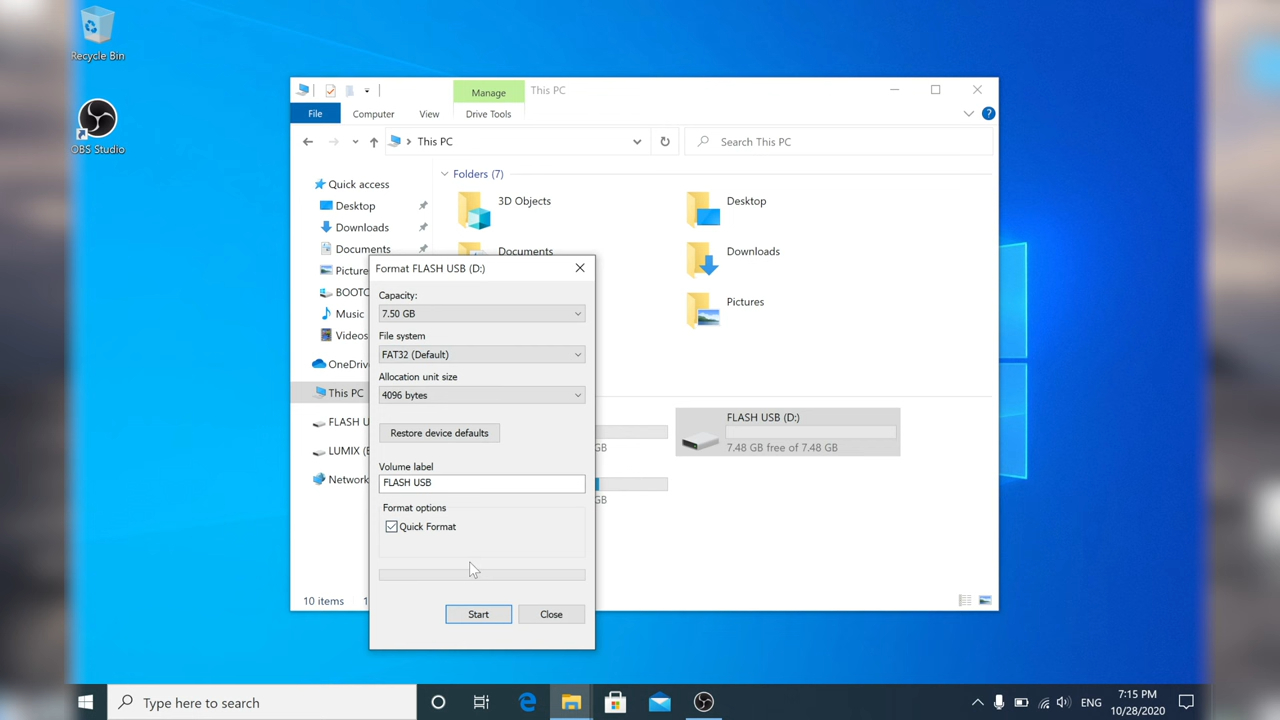 Recycle Bin
OBS Studio
Manage
This PC
File
Computer
View
Drive Tools
This PC
Search This PC
Quick access
Desktop
Downloads
Documents
Picture
BOOTC
Music
Videos
OneDrive
This PC
FLASH U
LUMIX (E
Network
Folders (7)
3D Objects
Desktop
Documents
Downloads
Pictures
GB
FLASH USB (D:)
7.48 GB free of 7.48 GB
GB
10 items
Format FLASH USB (D:)
Capacity:
7.50 GB
File system
FAT32 (Default)
Allocation unit size
4096 bytes
Restore device defaults
Volume label
FLASH USB
Format options
Quick Format
Start
Close
Type here to search
ENG
7:15 PM
10/28/2020